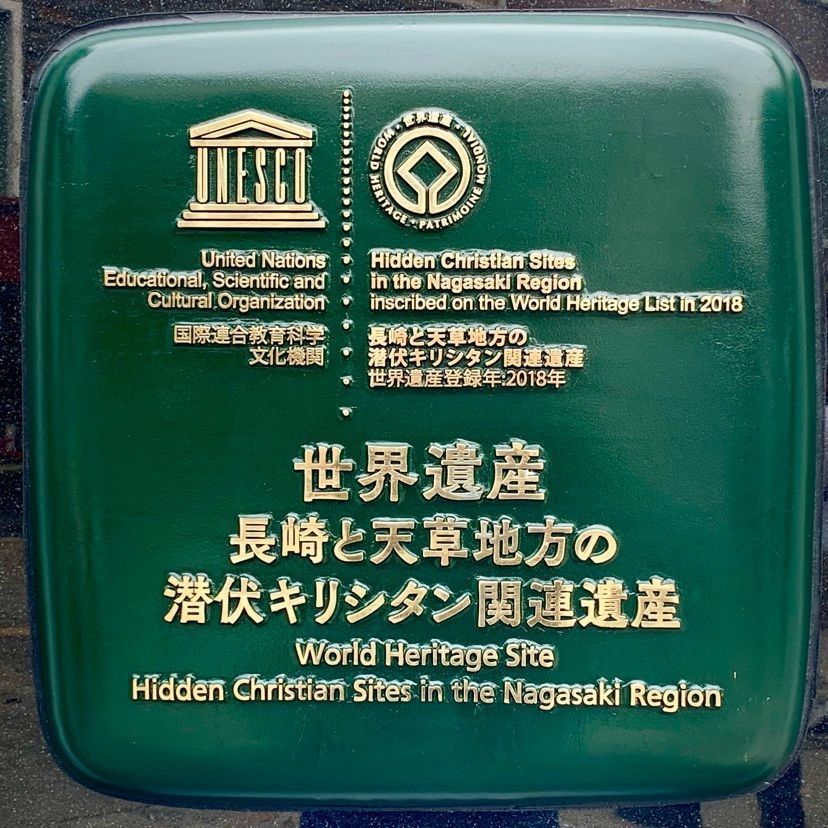 UNESCO
世界遺産 · WORLD HERITAGE · PATRIMOINE MONDIAL
United Nations
Educational, Scientific and
Cultural Organization
国際連合教育科学
文化機関
Hidden Christian Sites
in the Nagasaki Region
inscribed on the World Heritage List in 2018
長崎と天草地方の
潜伏キリシタン関連遺産
世界遺産登録年:2018年
世界遺産
長崎と天草地方の
潜伏キリシタン関連遺産
World Heritage Site
Hidden Christian Sites in the Nagasaki Region